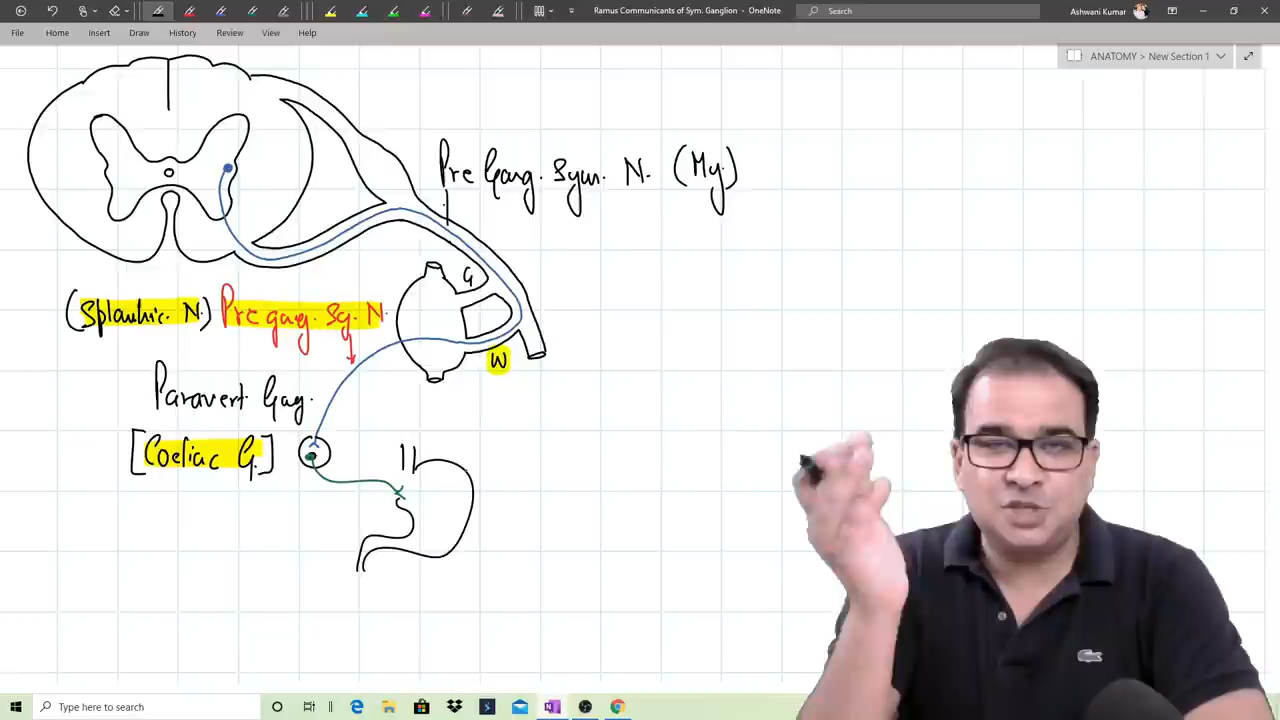 Ramus Communicants of Sym. Ganglion - OneNote
Search
Ashwani Kumar
File Home Insert Draw History Review View Help
ANATOMY > New Section 1
Pre Gang. Sym. N. (My.)
G
(Splanhic. N.) Pre gang. Sy. N.
W
Paravert Gag.
[Coeliac G.]
Type here to search